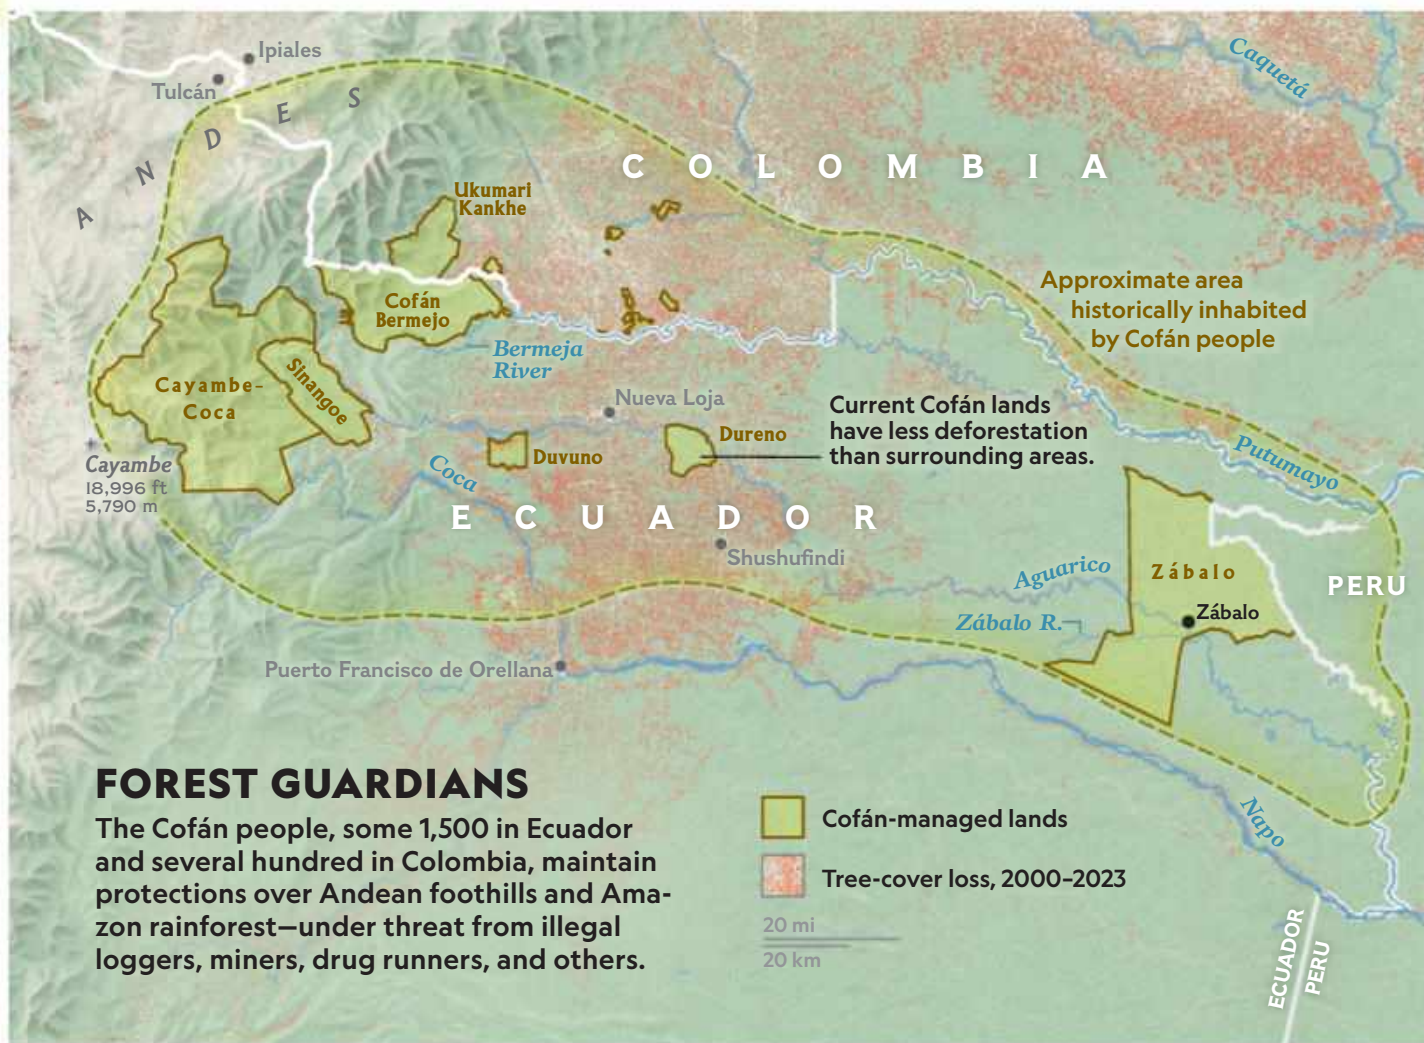 Ipiales
Tulcán
ANDES
COLOMBIA
Caquetá
Ukumari
Kankhe
Approximate area
historically inhabited
by Cofán people
Cofán
Bermejo
Bermeja
River
Cayambe-
Coca
Sinangoe
Nueva Loja
Current Cofán lands
have less deforestation
than surrounding areas.
Dureno
Duvuno
Coca
Putumayo
Cayambe
18,996 ft
5,790 m
ECUADOR
Shushufindi
Aguarico
Zábalo
PERU
Zábalo R.
Zábalo
Puerto Francisco de Orellana
Napo
FOREST GUARDIANS
The Cofán people, some 1,500 in Ecuador
and several hundred in Colombia, maintain
protections over Andean foothills and Ama-
zon rainforest—under threat from illegal
loggers, miners, drug runners, and others.
Cofán-managed lands
Tree-cover loss, 2000–2023
20 mi
20 km
ECUADOR
PERU